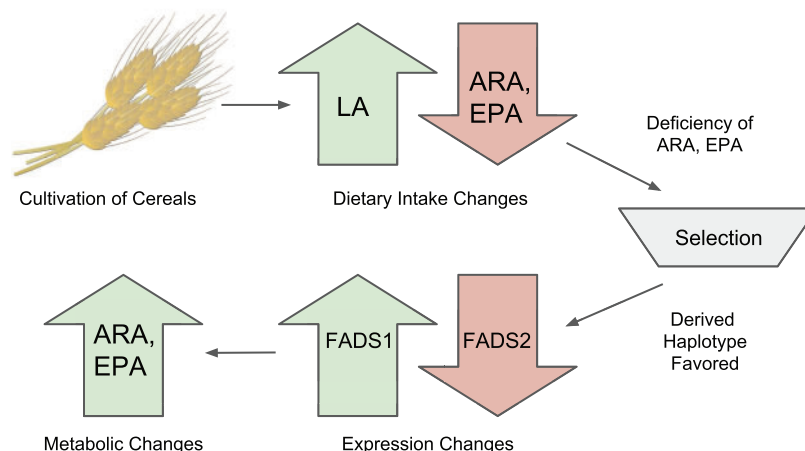 LA
ARA,
EPA
Cultivation of Cereals
Dietary Intake Changes
Deficiency of
ARA, EPA
Selection
ARA,
EPA
FADS1
FADS2
Derived
Haplotype
Favored
Metabolic Changes
Expression Changes